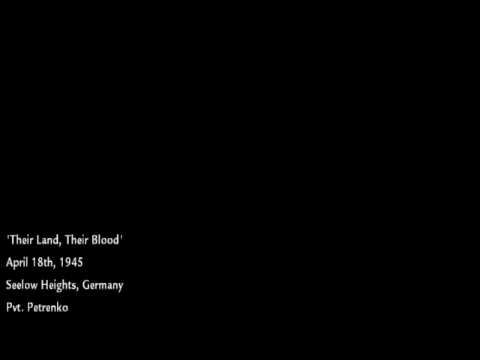 'Their Land, Their Blood'
April 18th, 1945
Seelow Heights, Germany
Pvt. Petrenko